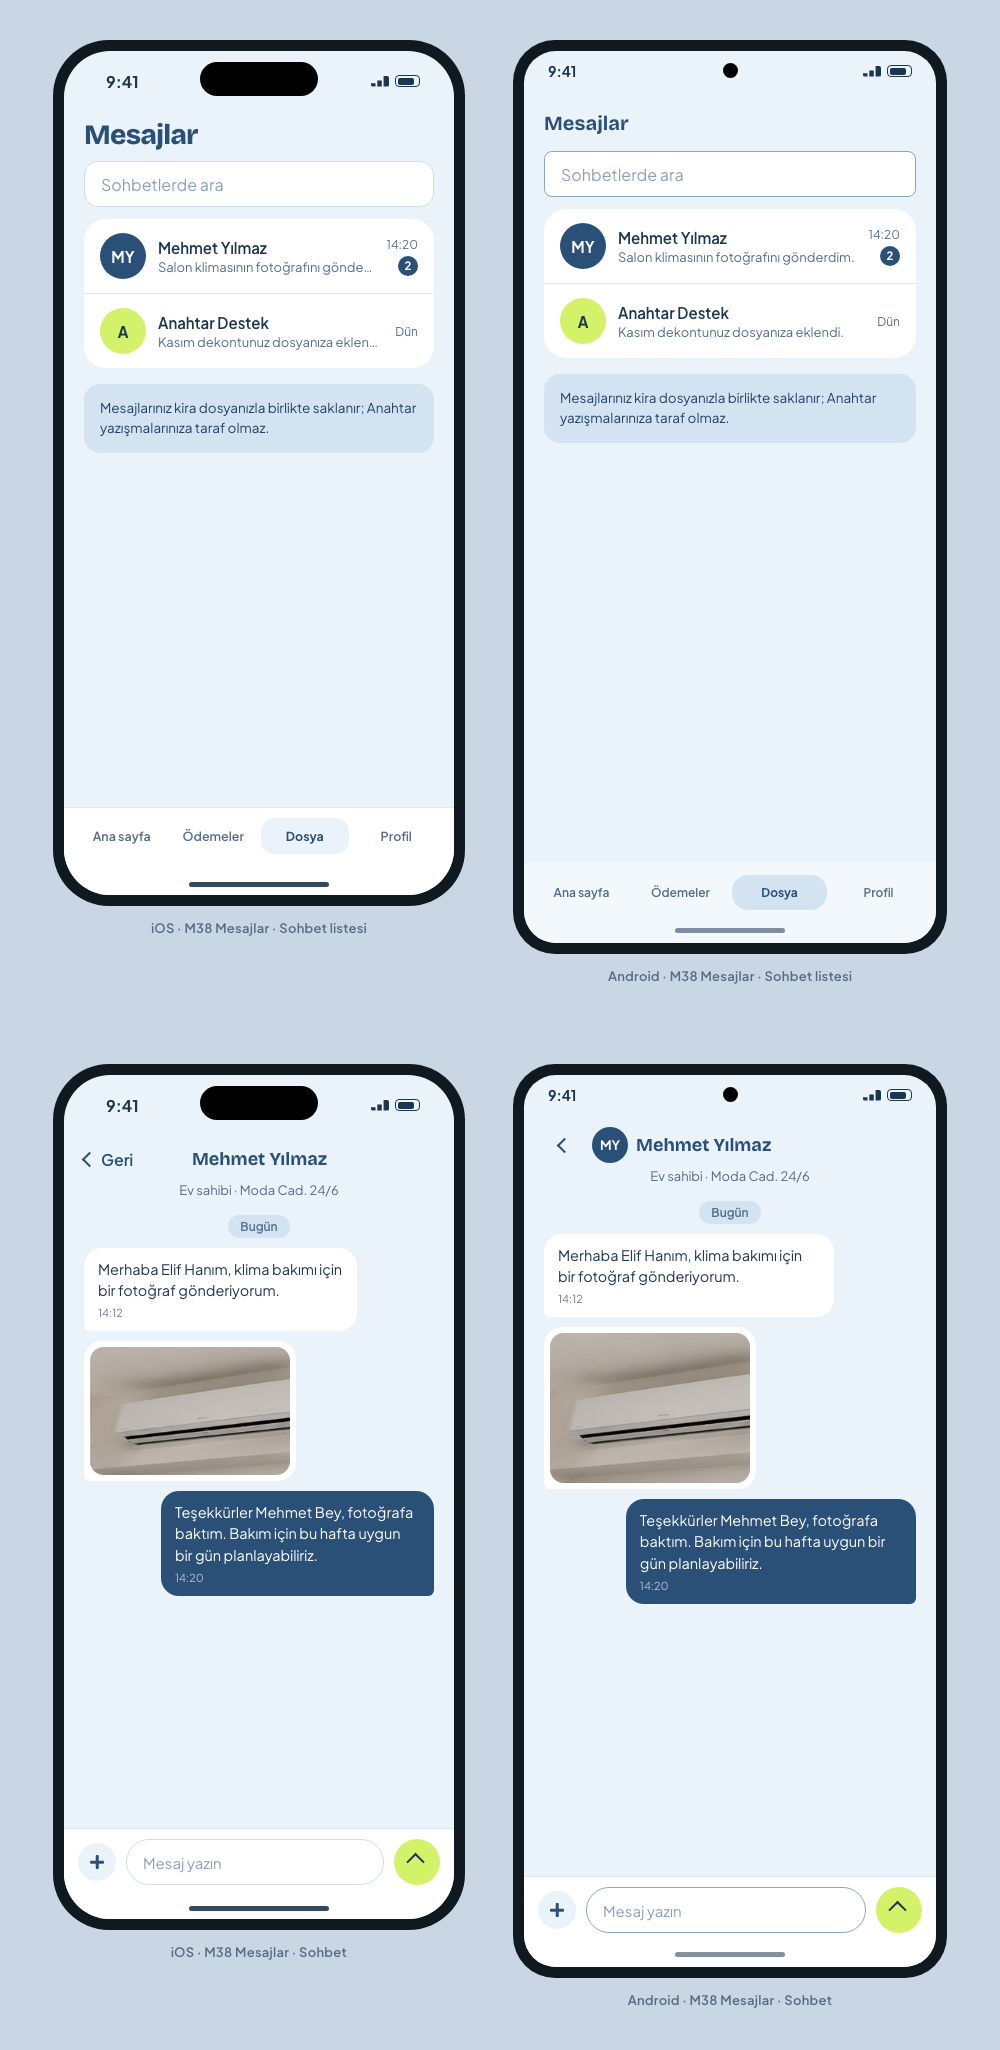 9:41
Mesajlar
Sohbetlerde ara
MY
Mehmet Yılmaz
14:20
Salon klimasının fotoğrafını gönde...
2
A
Anahtar Destek
Kasım dekontunuz dosyanıza eklen...
Dün
Mesajlarınız kira dosyanızla birlikte saklanır; Anahtar
yazışmalarınıza taraf olmaz.
Ana sayfa
Ödemeler
Dosya
Profil
iOS · M38 Mesajlar · Sohbet listesi
9:41
Mesajlar
Sohbetlerde ara
MY
Mehmet Yılmaz
14:20
Salon klimasının fotoğrafını gönderdim.
2
A
Anahtar Destek
Kasım dekontunuz dosyanıza eklendi.
Dün
Mesajlarınız kira dosyanızla birlikte saklanır; Anahtar
yazışmalarınıza taraf olmaz.
Ana sayfa
Ödemeler
Dosya
Profil
Android · M38 Mesajlar · Sohbet listesi
9:41
Geri
Mehmet Yılmaz
Ev sahibi · Moda Cad. 24/6
Bugün
Merhaba Elif Hanım, klima bakımı için
bir fotoğraf gönderiyorum.
14:12
Teşekkürler Mehmet Bey, fotoğrafa
baktım. Bakım için bu hafta uygun
bir gün planlayabiliriz.
14:20
Mesaj yazın
iOS · M38 Mesajlar · Sohbet
9:41
MY
Mehmet Yılmaz
Ev sahibi · Moda Cad. 24/6
Bugün
Merhaba Elif Hanım, klima bakımı için
bir fotoğraf gönderiyorum.
14:12
Teşekkürler Mehmet Bey, fotoğrafa
baktım. Bakım için bu hafta uygun bir
gün planlayabiliriz.
14:20
Mesaj yazın
Android · M38 Mesajlar · Sohbet